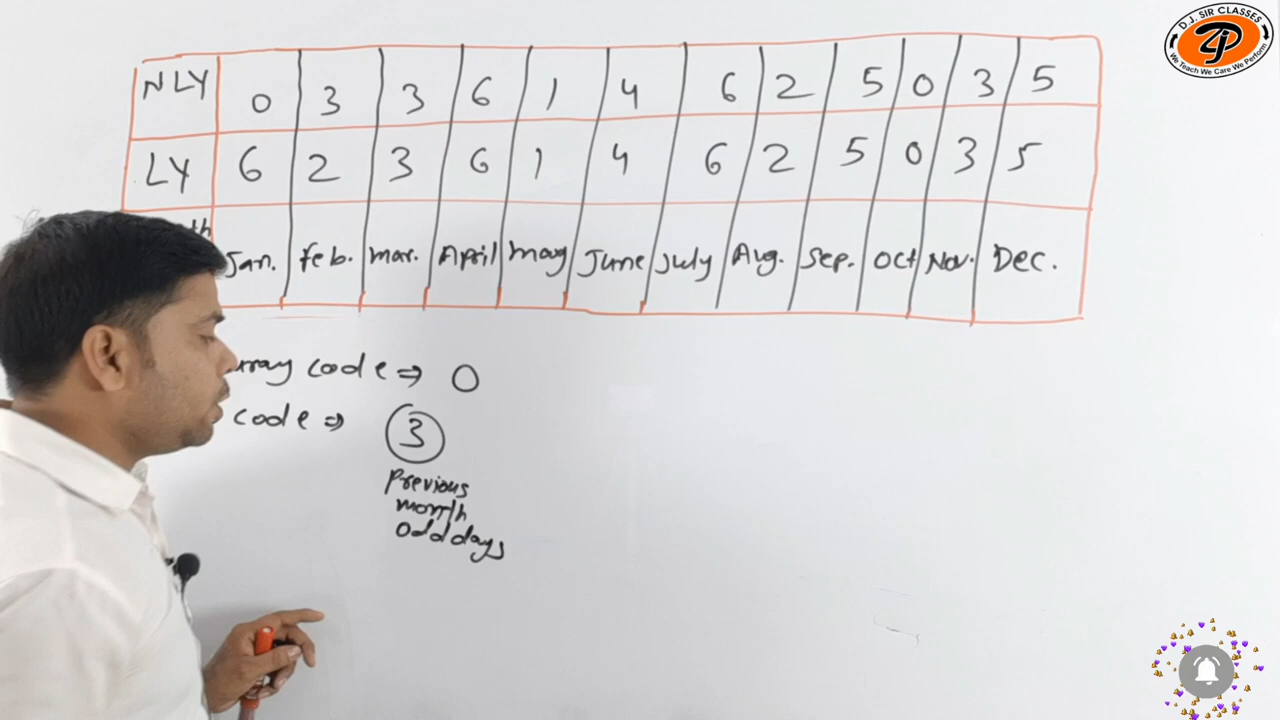 D.J. SIR CLASSES
We Teach We Care We Perform
NLY 0 3 3 6 1 4 6 2 5 0 3 5
LY 6 2 3 6 1 4 6 2 5 0 3 5
Jan. feb. mar. April may June July Aug. Sep. Oct Nov. Dec.
code ⇒ 0
code ⇒ 3
Previous
month
odd days